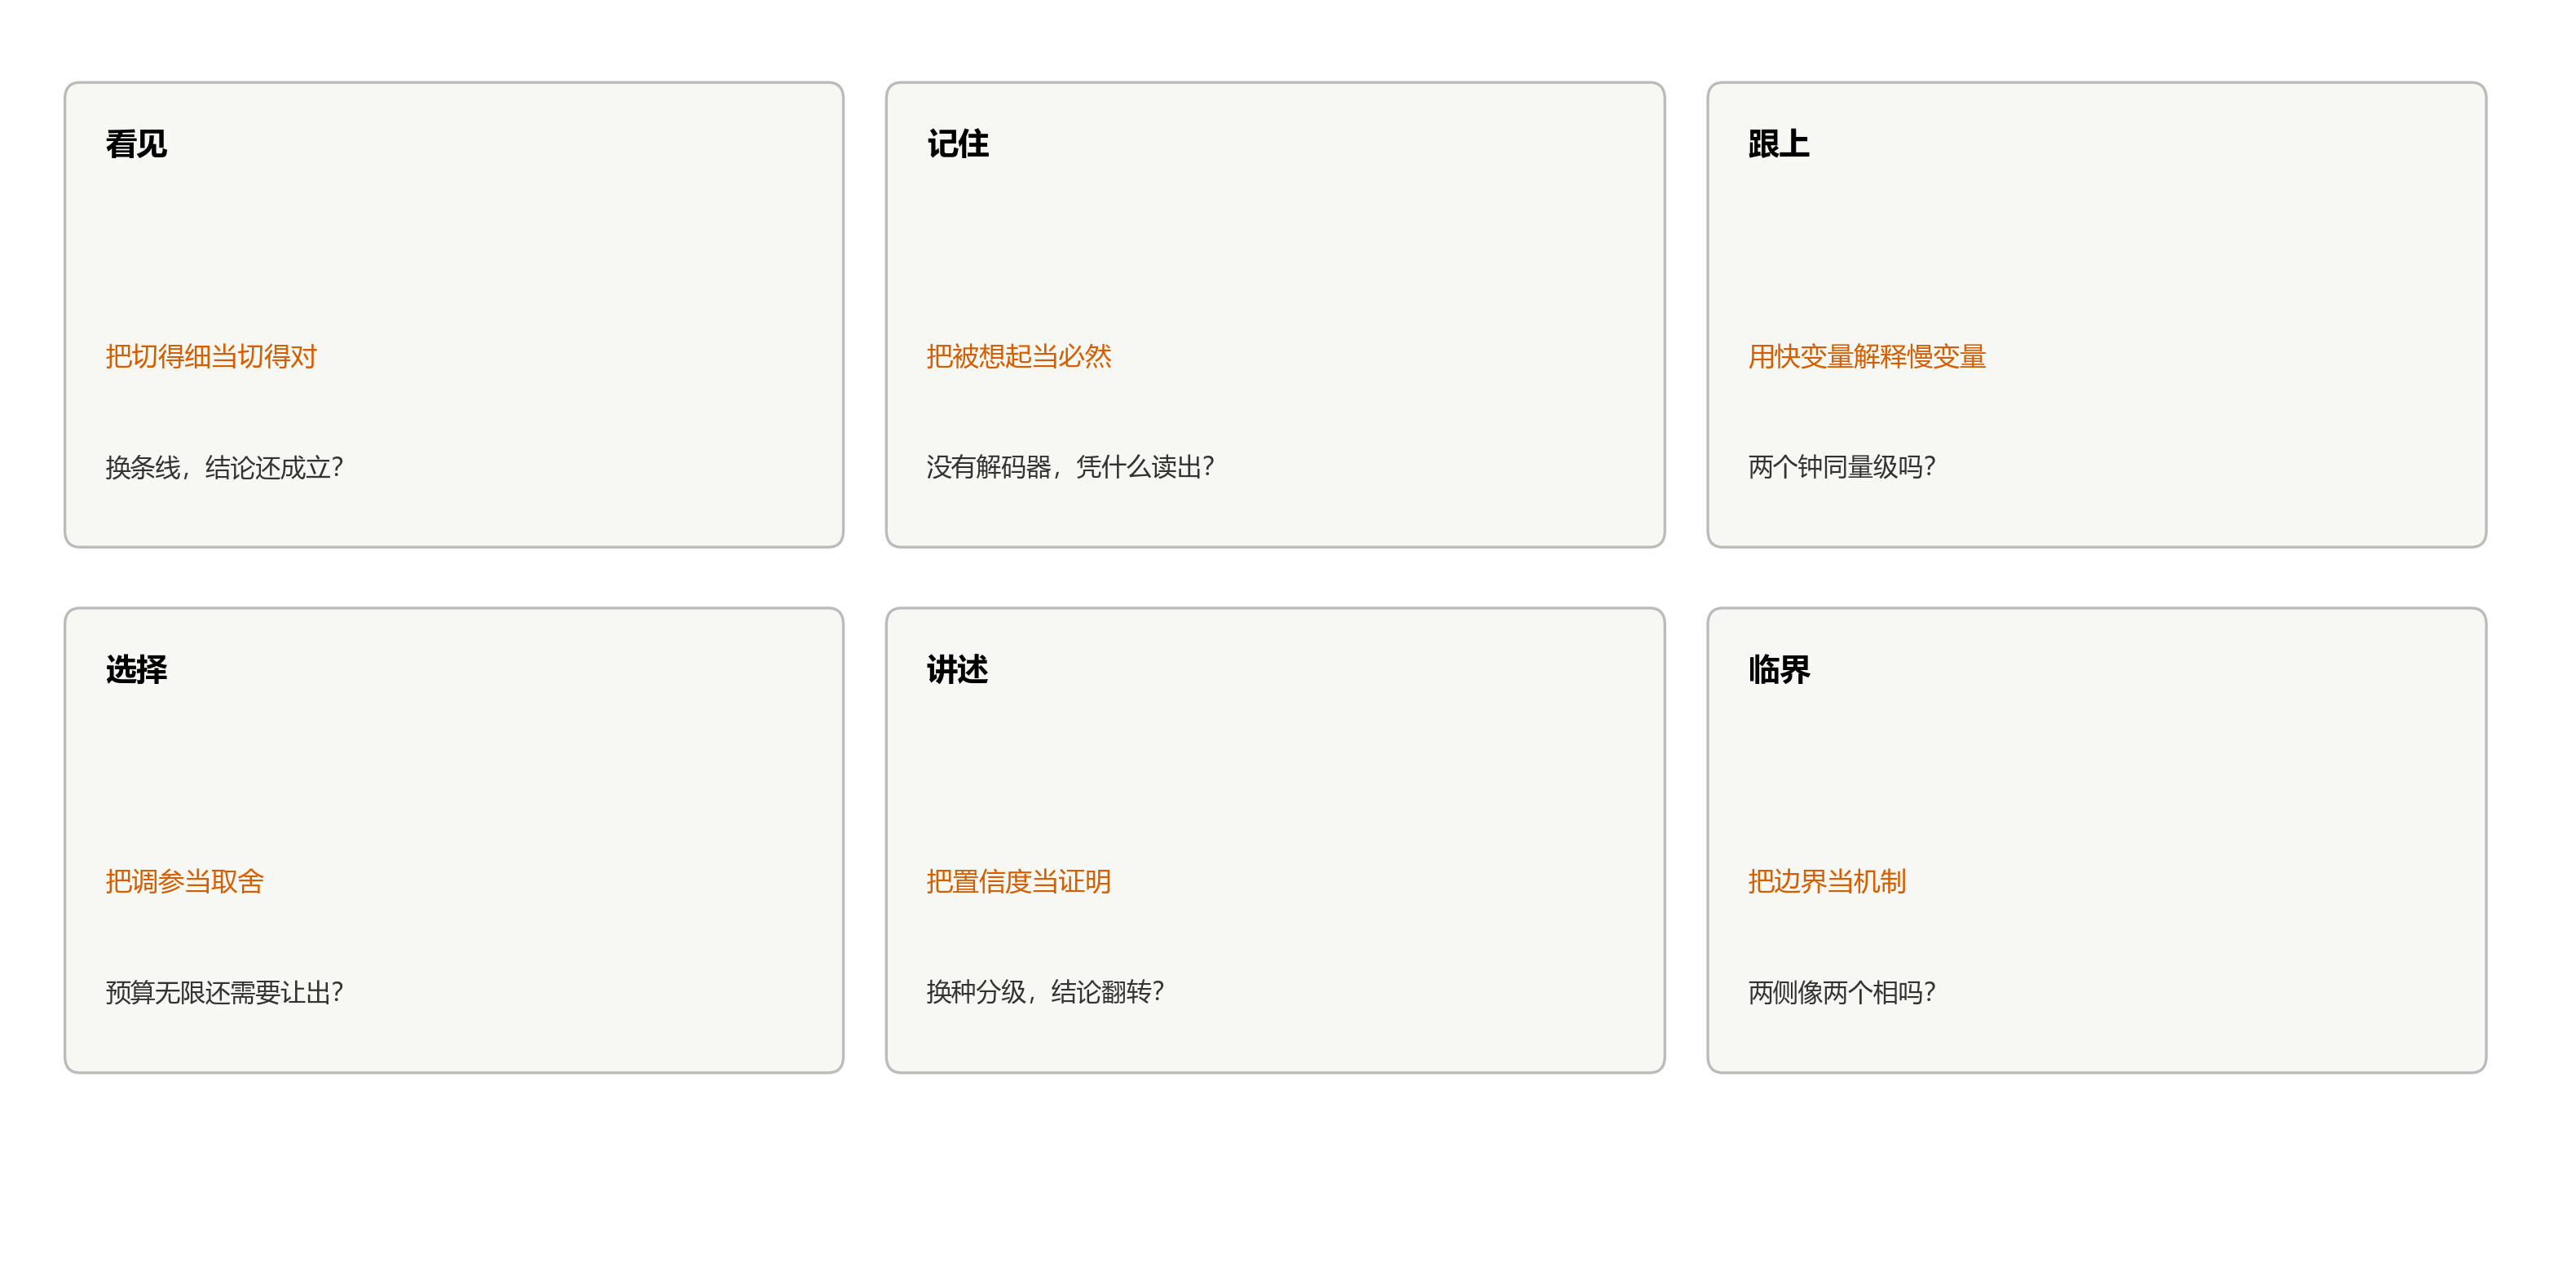 看见
把切得细当切得对
换条线，结论还成立？
记住
把被想起当必然
没有解码器，凭什么读出？
跟上
用快变量解释慢变量
两个钟同量级吗？
选择
把调参当取舍
预算无限还需要让出？
讲述
把置信度当证明
换种分级，结论翻转？
临界
把边界当机制
两侧像两个相吗？